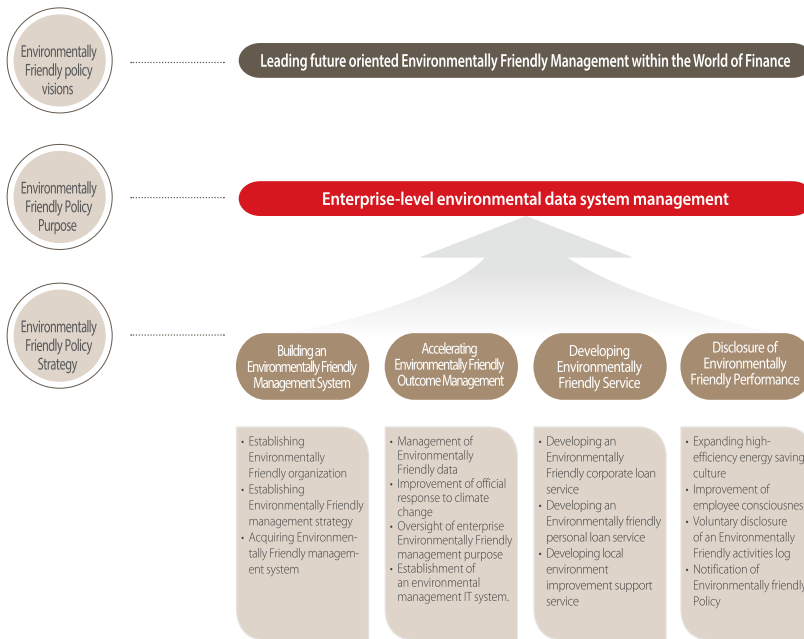 Environmentally
Friendly policy
visions
Leading future oriented Environmentally Friendly Management within the World of Finance
Environmentally
Friendly Policy
Purpose
Enterprise-level environmental data system management
Environmentally
Friendly Policy
Strategy
Building an
Environmentally Friendly
Management System
Accelerating
Environmentally Friendly
Outcome Management
Developing
Environmentally
Friendly Service
Disclosure of
Environmentally
Friendly Performance
• Establishing
Environmentally
Friendly organization
• Establishing
Environmentally Friendly
management strategy
• Acquiring Environmen-
tally Friendly managem-
ent system
• Management of
Environmentally
Friendly data
• Improvement of official
response to climate
change
• Oversight of enterprise
Environmentally Friendly
management purpose
• Establishment of
an environmental
management IT system.
• Developing an
Environmentally
Friendly corporate loan
service
• Developing an
Environmentally friendly
personal loan service
• Developing local
environment
improvement support
service
• Expanding high-
efficiency energy saving
culture
• Improvement of
employee consciousness
• Voluntary disclosure
of an Environmentally
Friendly activities log
• Notification of
Environmentally friendly
Policy